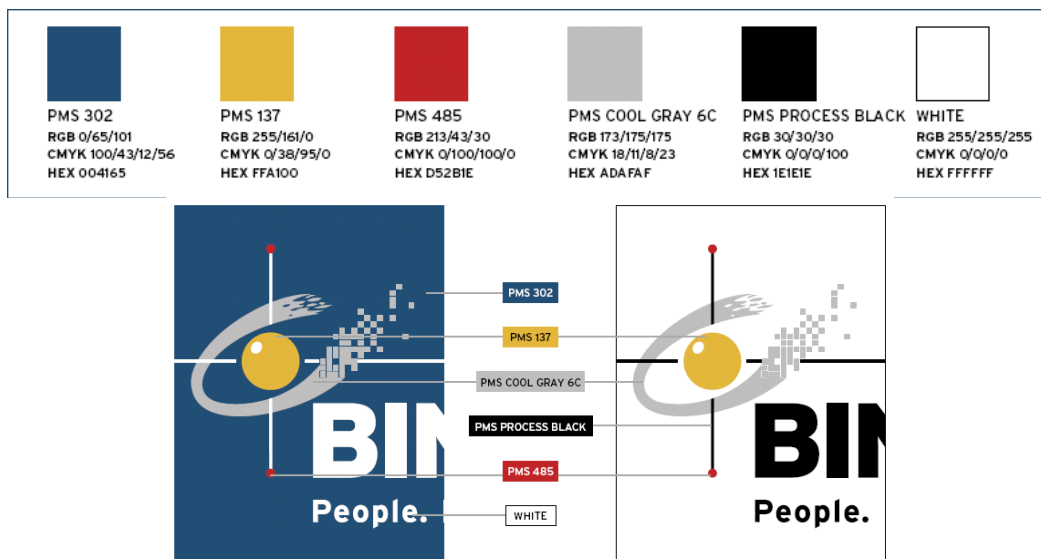 PMS 302
RGB 0/65/101
CMYK 100/43/12/56
HEX 004165
PMS 137
RGB 255/161/0
CMYK 0/38/95/0
HEX FFA100
PMS 485
RGB 213/43/30
CMYK 0/100/100/0
HEX D52B1E
PMS COOL GRAY 6C
RGB 173/175/175
CMYK 18/11/8/23
HEX ADAFAF
PMS PROCESS BLACK
RGB 30/30/30
CMYK 0/0/0/100
HEX 1E1E1E
WHITE
RGB 255/255/255
CMYK 0/0/0/0
HEX FFFFFF
BIN
People.
PMS 302
PMS 137
PMS COOL GRAY 6C
PMS PROCESS BLACK
PMS 485
WHITE
BIN
People.